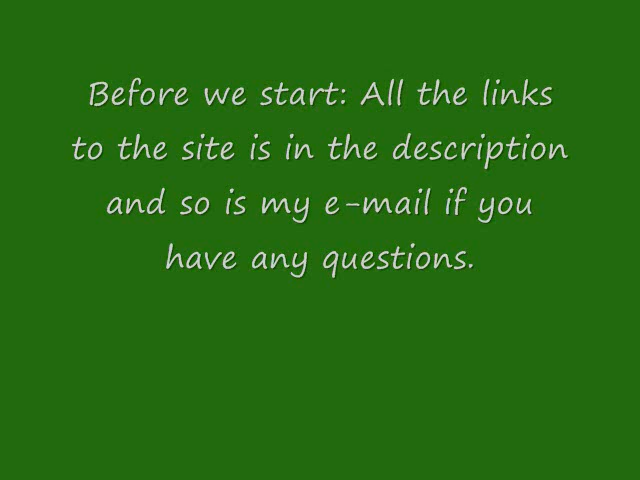 Before we start: All the links
to the site is in the description
and so is my e-mail if you
have any questions.